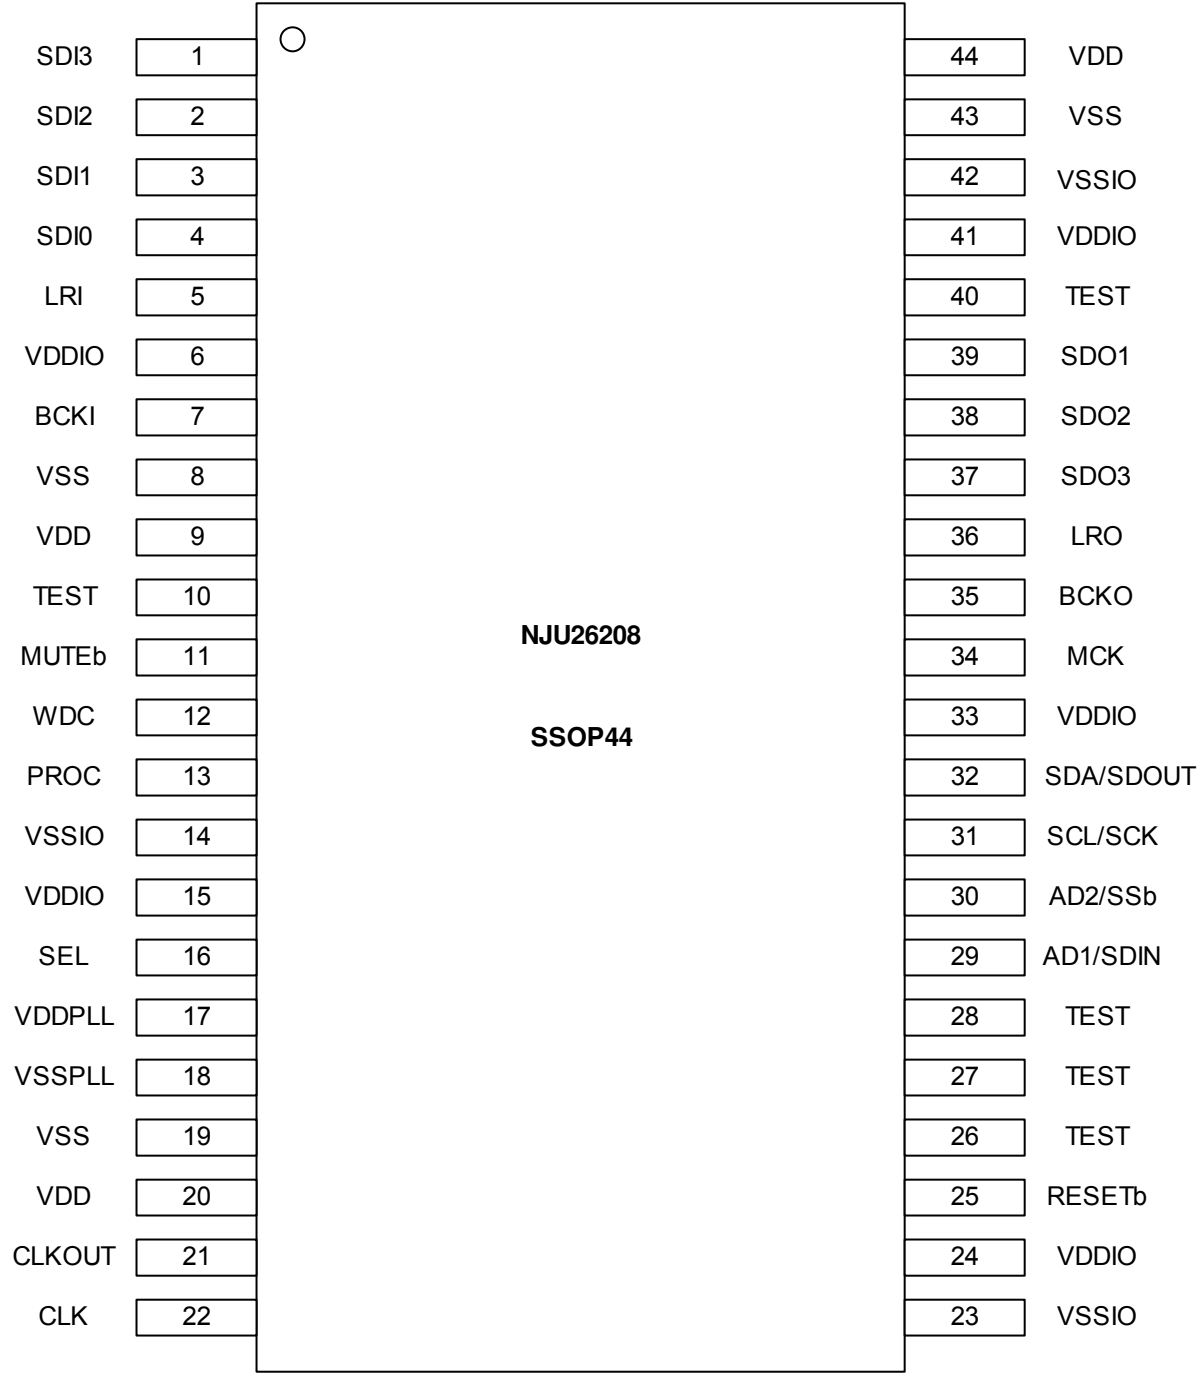 SDI3 1 44 VDD
SDI2 2 43 VSS
SDI1 3 42 VSSIO
SDI0 4 41 VDDIO
LRI 5 40 TEST
VDDIO 6 39 SDO1
BCKI 7 38 SDO2
VSS 8 37 SDO3
VDD 9 36 LRO
TEST 10 35 BCKO
NJU26208
MUTEb 11 34 MCK
WDC 12 33 VDDIO
SSOP44
PROC 13 32 SDA/SDOUT
VSSIO 14 31 SCL/SCK
VDDIO 15 30 AD2/SSb
SEL 16 29 AD1/SDIN
VDDPLL 17 28 TEST
VSSPLL 18 27 TEST
VSS 19 26 TEST
VDD 20 25 RESETb
CLKOUT 21 24 VDDIO
CLK 22 23 VSSIO